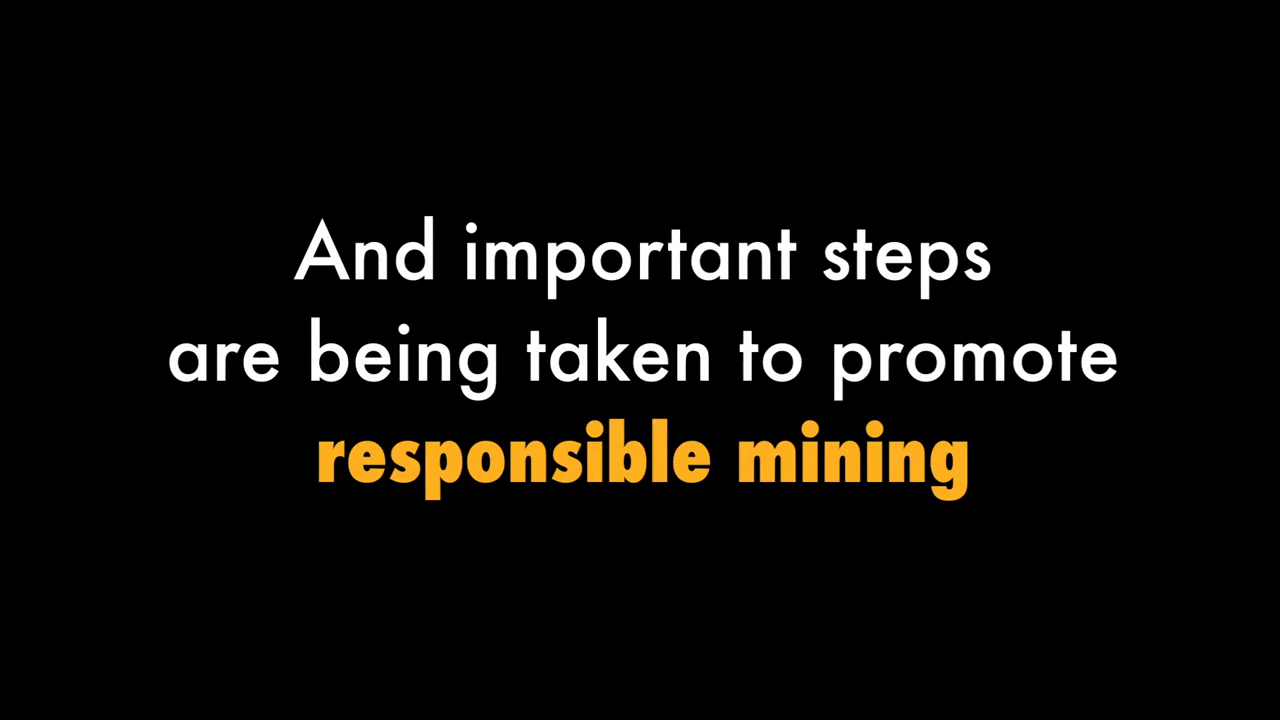 And important steps
are being taken to promote
responsible mining